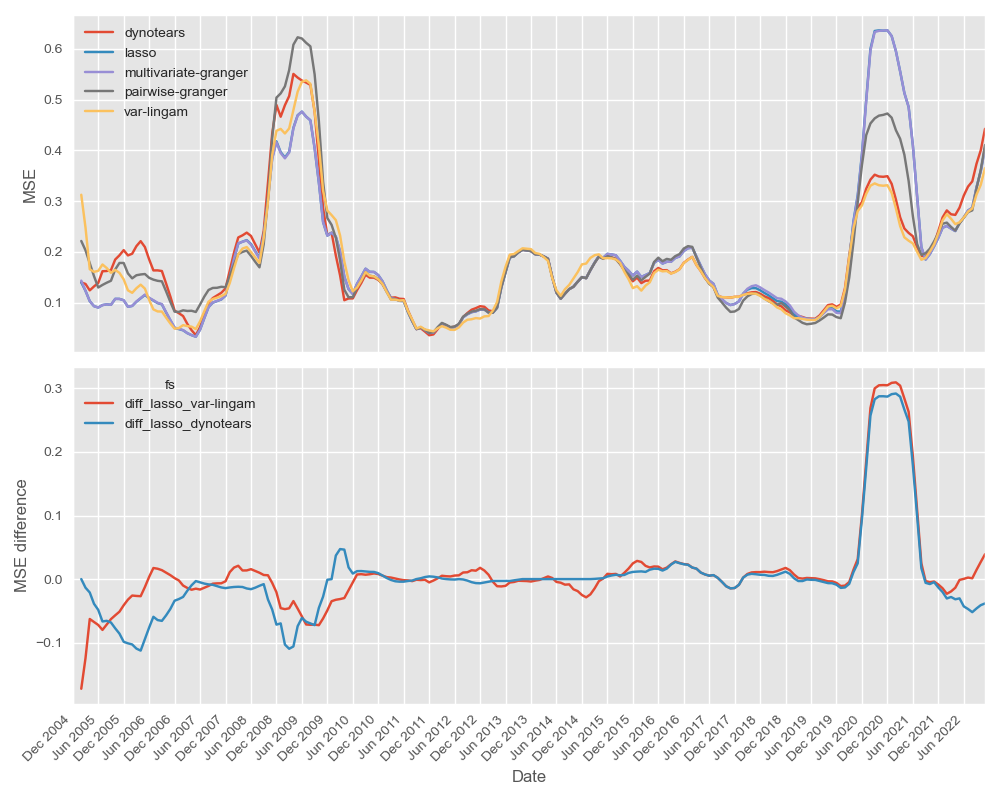 0.6
0.5
0.4
0.3
0.2
0.1
MSE
dynotears
lasso
multivariate-granger
pairwise-granger
var-lingam
0.3
0.2
0.1
0.0
−0.1
MSE difference
fs
diff_lasso_var-lingam
diff_lasso_dynotears
Dec 2004
Jun 2005
Dec 2005
Jun 2006
Dec 2006
Jun 2007
Dec 2007
Jun 2008
Dec 2008
Jun 2009
Dec 2009
Jun 2010
Dec 2010
Jun 2011
Dec 2011
Jun 2012
Dec 2012
Jun 2013
Dec 2013
Jun 2014
Dec 2014
Jun 2015
Dec 2015
Jun 2016
Dec 2016
Jun 2017
Dec 2017
Jun 2018
Dec 2018
Jun 2019
Dec 2019
Jun 2020
Dec 2020
Jun 2021
Dec 2021
Jun 2022
Date